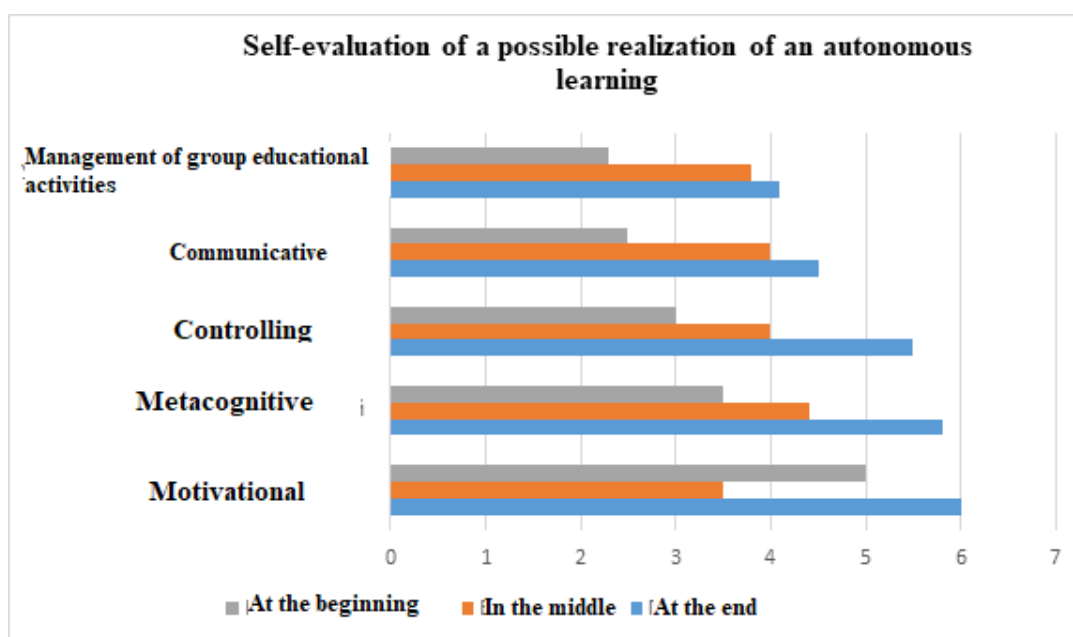 Self-evaluation of a possible realization of an autonomous
learning
Management of group educational
activities
Communicative
Controlling
Metacognitive
Motivational
0 1 2 3 4 5 6 7
At the beginning In the middle At the end